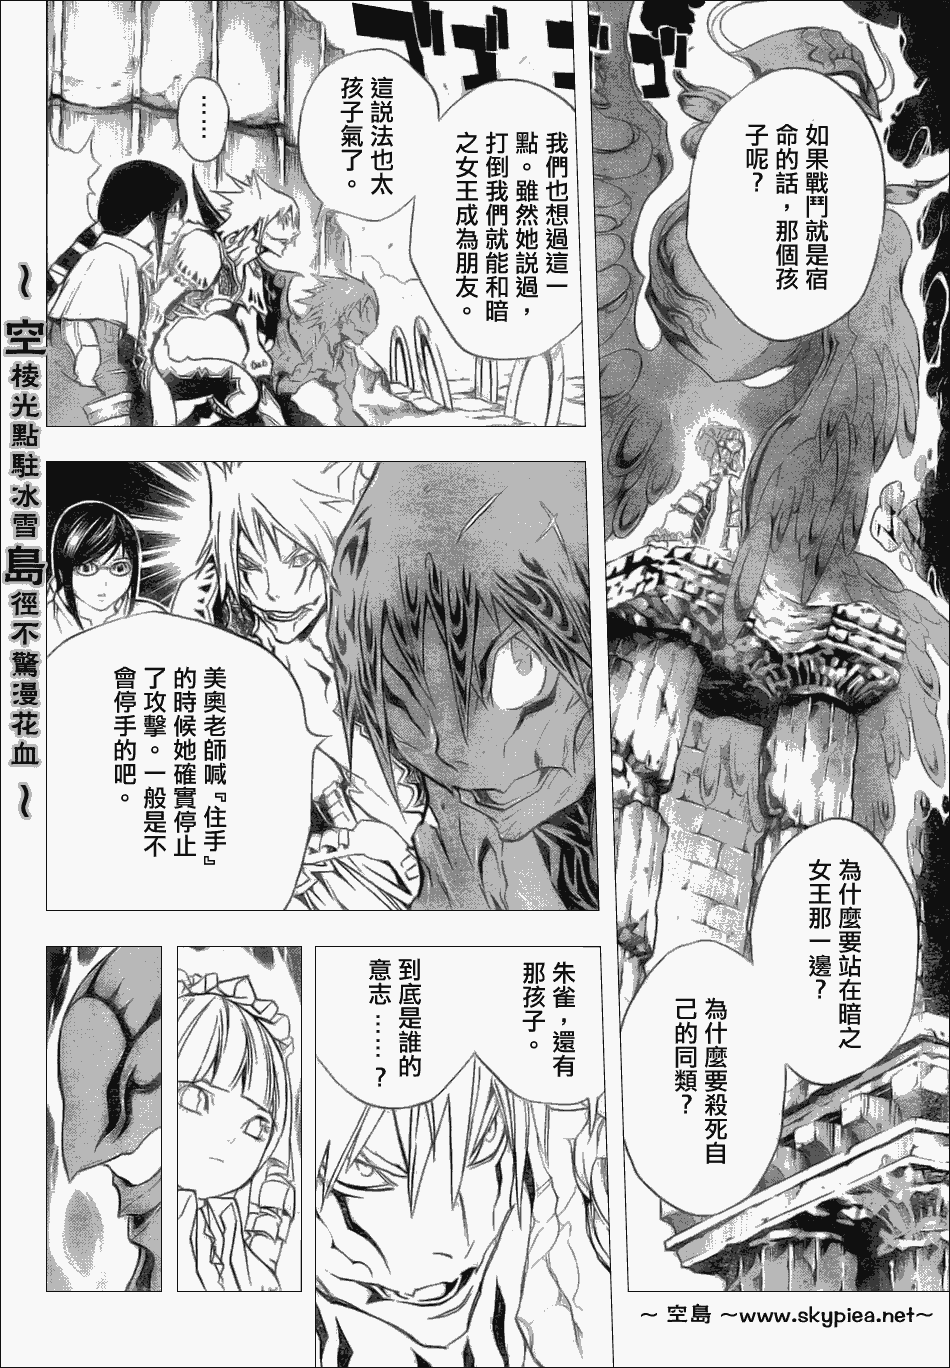 如果戰鬥就是宿
命的話，那個孩
子呢？
為什麼要站在暗之
女王那一邊？
為什麼要殺死自
己的同類？
我們也想過這一
點。雖然她説過，
打倒我們就能和暗
之女王成為朋友。
這説法也太
孩子氣了。
……
美奧老師喊『住手』
的時候她確實停止
了攻擊。一般是不
會停手的吧。
朱雀，還有
那孩子。
到底是誰的
意志……？
～空棱光點駐冰雪島徑不驚漫花血～
～ 空島 ～www.skypiea.net～
ゴゴゴゴ